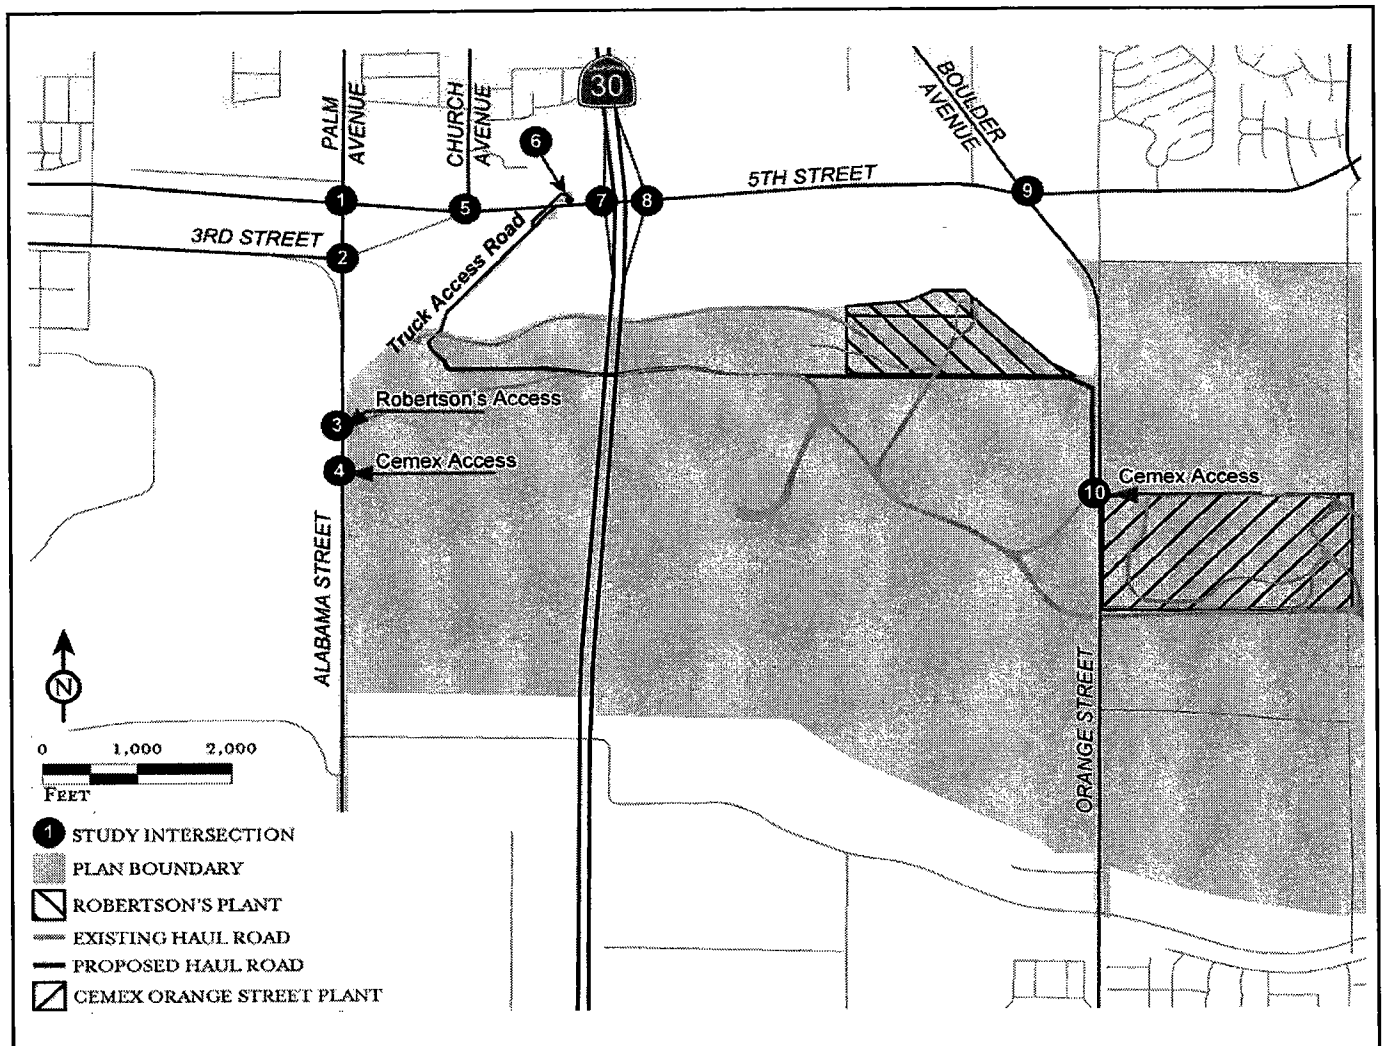 30
PALM
AVENUE
CHURCH
AVENUE
BOULDER
AVENUE
6
5TH STREET
1
5
7
8
9
3RD STREET
2
Truck Access Road
Robertson's Access
3
Cemex Access
4
Cemex Access
10
ALABAMA STREET
ORANGE STREET
N
0 1,000 2,000
FEET
1 STUDY INTERSECTION
PLAN BOUNDARY
ROBERTSON'S PLANT
EXISTING HAUL ROAD
PROPOSED HAUL ROAD
CEMEX ORANGE STREET PLANT